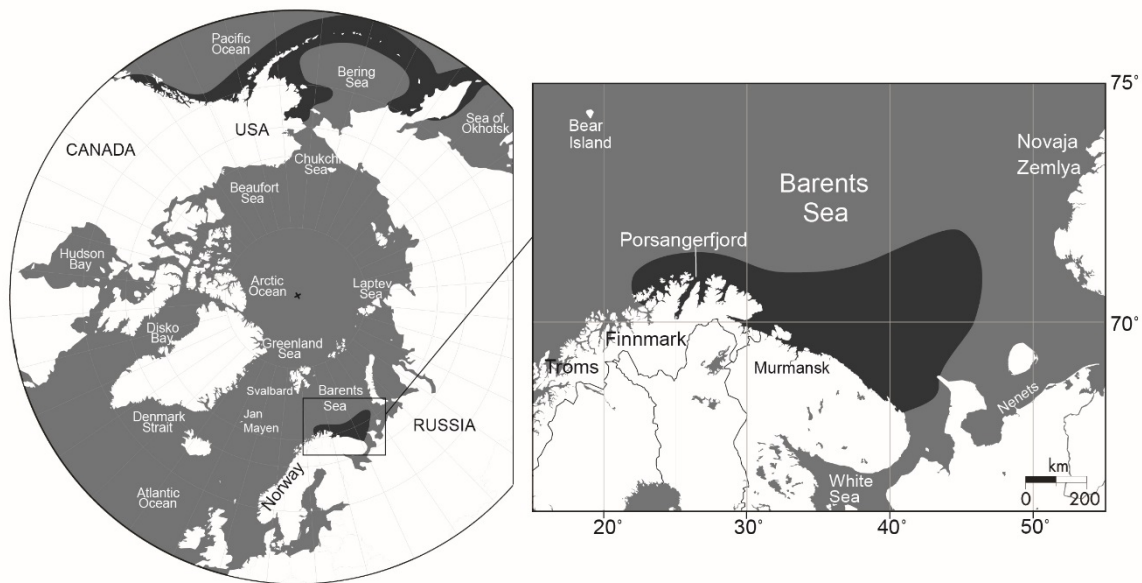 Pacific
Ocean
Bering
Sea
Sea of
Okhotsk
USA
CANADA
Chukchi
Sea
Beaufort
Sea
Hudson
Bay
Arctic
Ocean
Laptev
Sea
Disko
Bay
Greenland
Sea
Svalbard
Barents
Sea
Jan
Mayen
Denmark
Strait
RUSSIA
Norway
Atlantic
Ocean
75°
Bear
Island
Novaja
Zemlya
Barents
Sea
Porsangerfjord
70°
Finnmark
Troms
Murmansk
Nenets
White
Sea
km
0 200
20° 30° 40° 50°